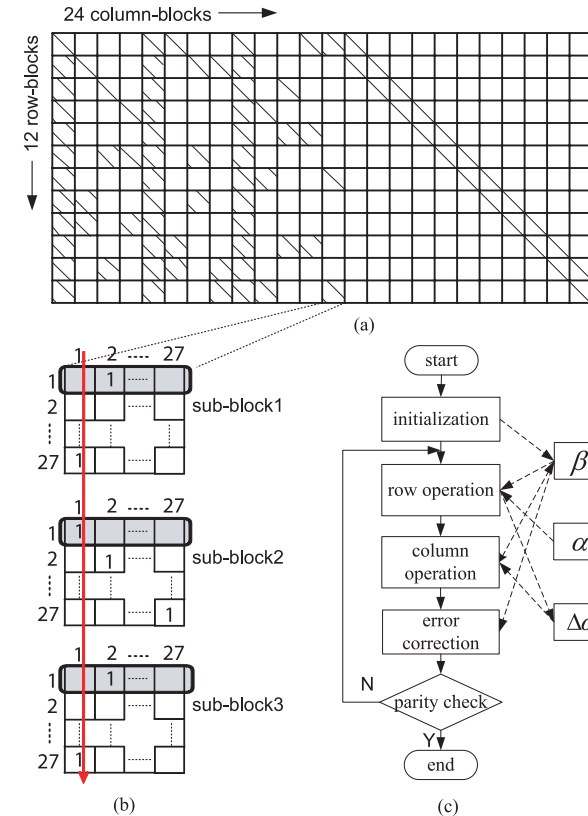 24 column-blocks
12 row-blocks
(a)
1 2 ---- 27
1 1
2
27 1
sub-block1
1 2 ---- 27
1 1
2 1
27 1
sub-block2
1 2 ---- 27
1 1
2
27 1
sub-block3
(b)
start
initialization
row operation
column
operation
error
correction
parity check
N
Y
end
β
α
(c)